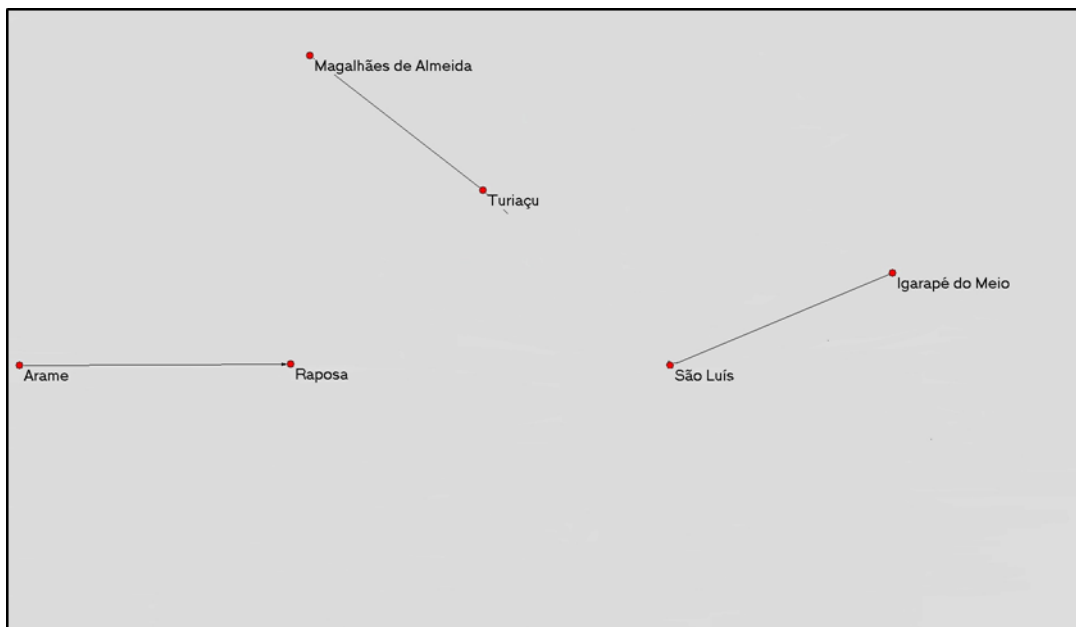 Magalhães de Almeida
Turiaçu
Igarapé do Meio
Arame
Raposa
São Luís